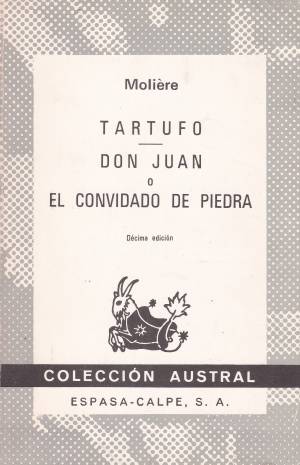 Molière
TARTUFO
DON JUAN
o
EL CONVIDADO DE PIEDRA
Décima edición
COLECCIÓN AUSTRAL
ESPASA-CALPE, S. A.